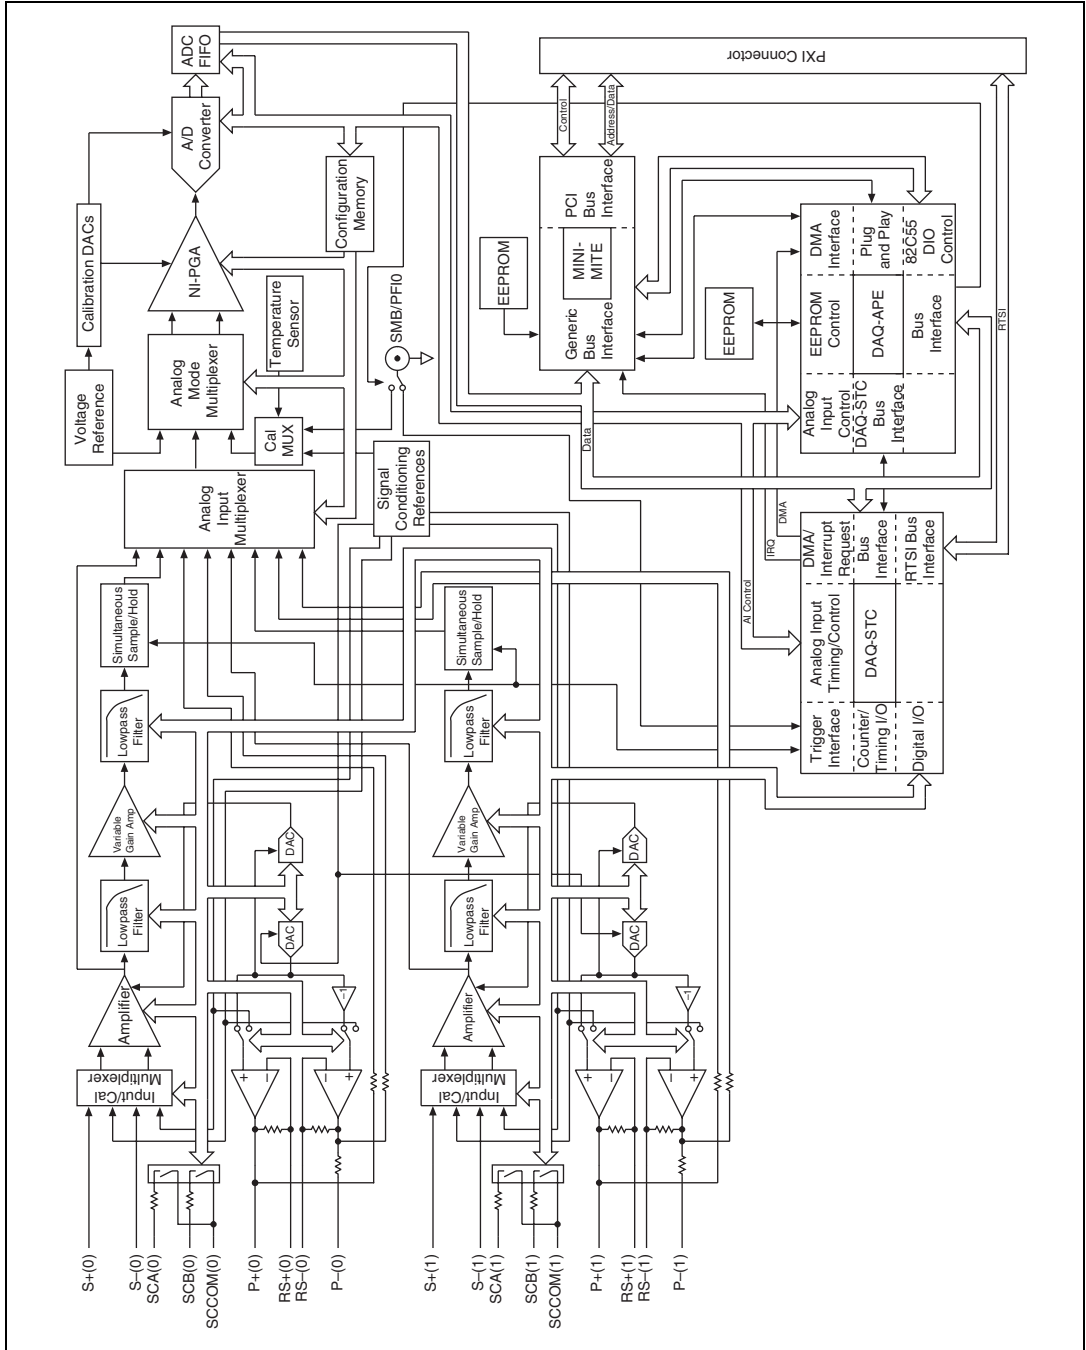 Voltage
Reference
Calibration DACs
ADC
FIFO
A/D
Converter
NI-PGA
Analog
Mode
Multiplexer
Temperature
Sensor
Configuration
Memory
Cal
MUX
SMB/PFI0
Analog
Input
Multiplexer
Signal
Conditioning
References
PXI Connector
Control
Address/Data
PCI
Bus
Interface
MINI-
MITE
Generic
Bus
Interface
EEPROM
EEPROM
Data
DMA
Interface
Plug
and Play
82C55
DIO
Control
EEPROM
Control
DAQ-APE
Bus
Interface
Analog
Input
Control
DAQ-STC
Bus
Interface
RTSI
DMA
IRQ
AI Control
DMA/
Interrupt
Request
Bus
Interface
RTSI Bus
Interface
Analog Input
Timing/Control
DAQ-STC
Trigger
Interface
Counter/
Timing I/O
Digital I/O
Simultaneous
Sample/Hold
Lowpass
Filter
Variable
Gain Amp
Lowpass
Filter
Amplifier
Input/Cal
Multiplexer
DAC
DAC
–1
+
–
–
+
S+(0)
S–(0)
SCA(0)
SCB(0)
SCCOM(0)
P+(0)
RS+(0)
RS–(0)
P–(0)
Simultaneous
Sample/Hold
Lowpass
Filter
Variable
Gain Amp
Lowpass
Filter
Amplifier
Input/Cal
Multiplexer
DAC
DAC
–1
+
–
–
+
S+(1)
S–(1)
SCA(1)
SCB(1)
SCCOM(1)
P+(1)
RS+(1)
RS–(1)
P–(1)